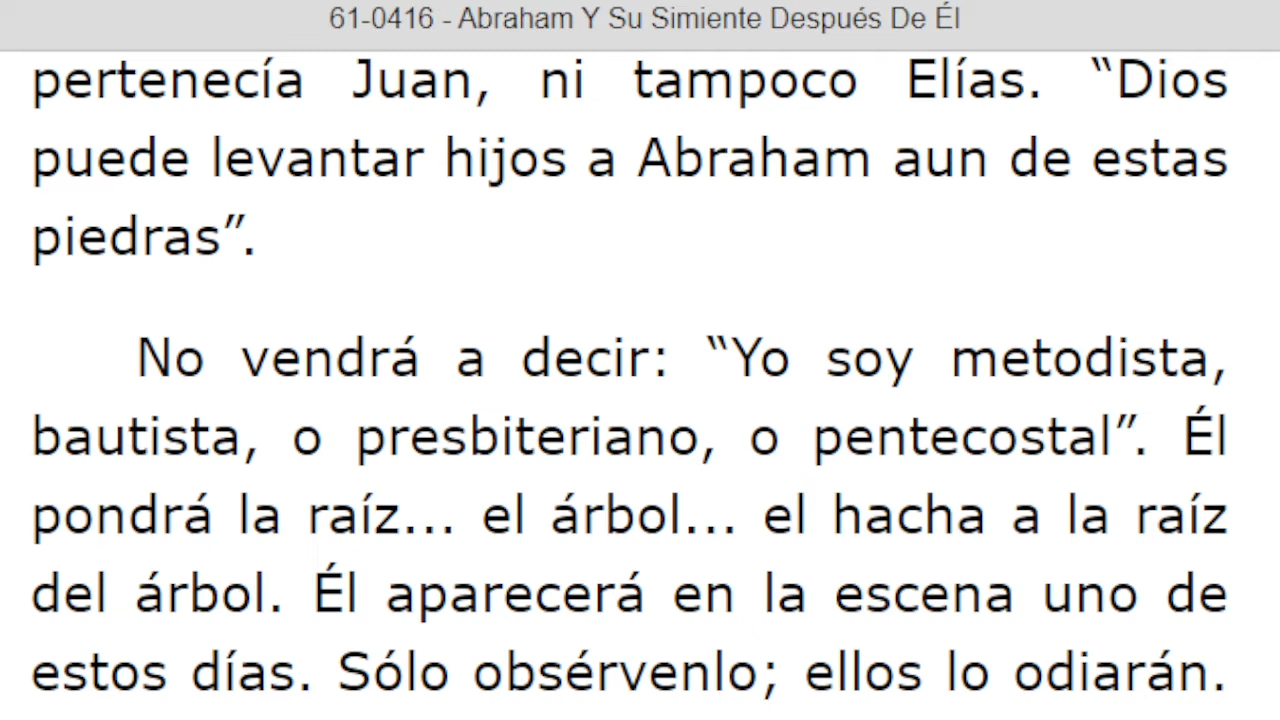 61-0416 - Abraham Y Su Simiente Después De Él
pertenecía Juan, ni tampoco Elías. “Dios
puede levantar hijos a Abraham aun de estas
piedras”.
No vendrá a decir: “Yo soy metodista,
bautista, o presbiteriano, o pentecostal”. Él
pondrá la raíz... el árbol... el hacha a la raíz
del árbol. Él aparecerá en la escena uno de
estos días. Sólo obsérvenlo; ellos lo odiarán.